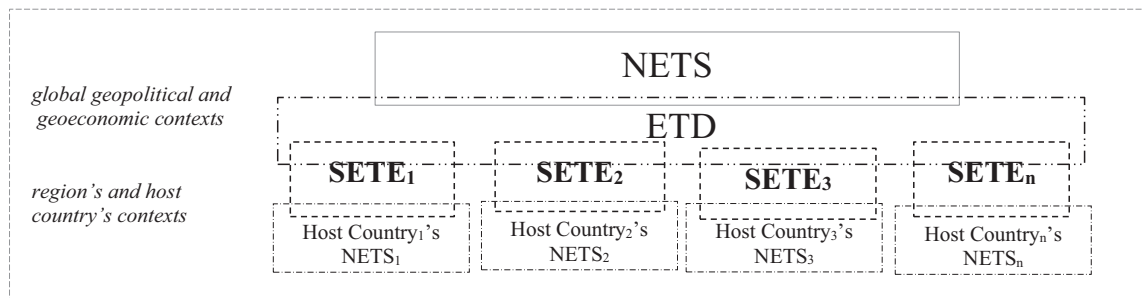 NETS
global geopolitical and
geoeconomic contexts
ETD
SETE₁
SETE₂
SETE₃
SETEₙ
region's and host
country's contexts
Host Country₁'s
NETS₁
Host Country₂'s
NETS₂
Host Country₃'s
NETS₃
Host Countryₙ's
NETSₙ